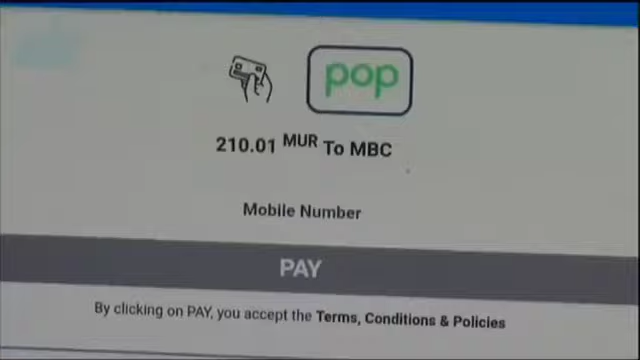 pop
210.01 MUR To MBC
Mobile Number
PAY
By clicking on PAY, you accept the Terms, Conditions & Policies